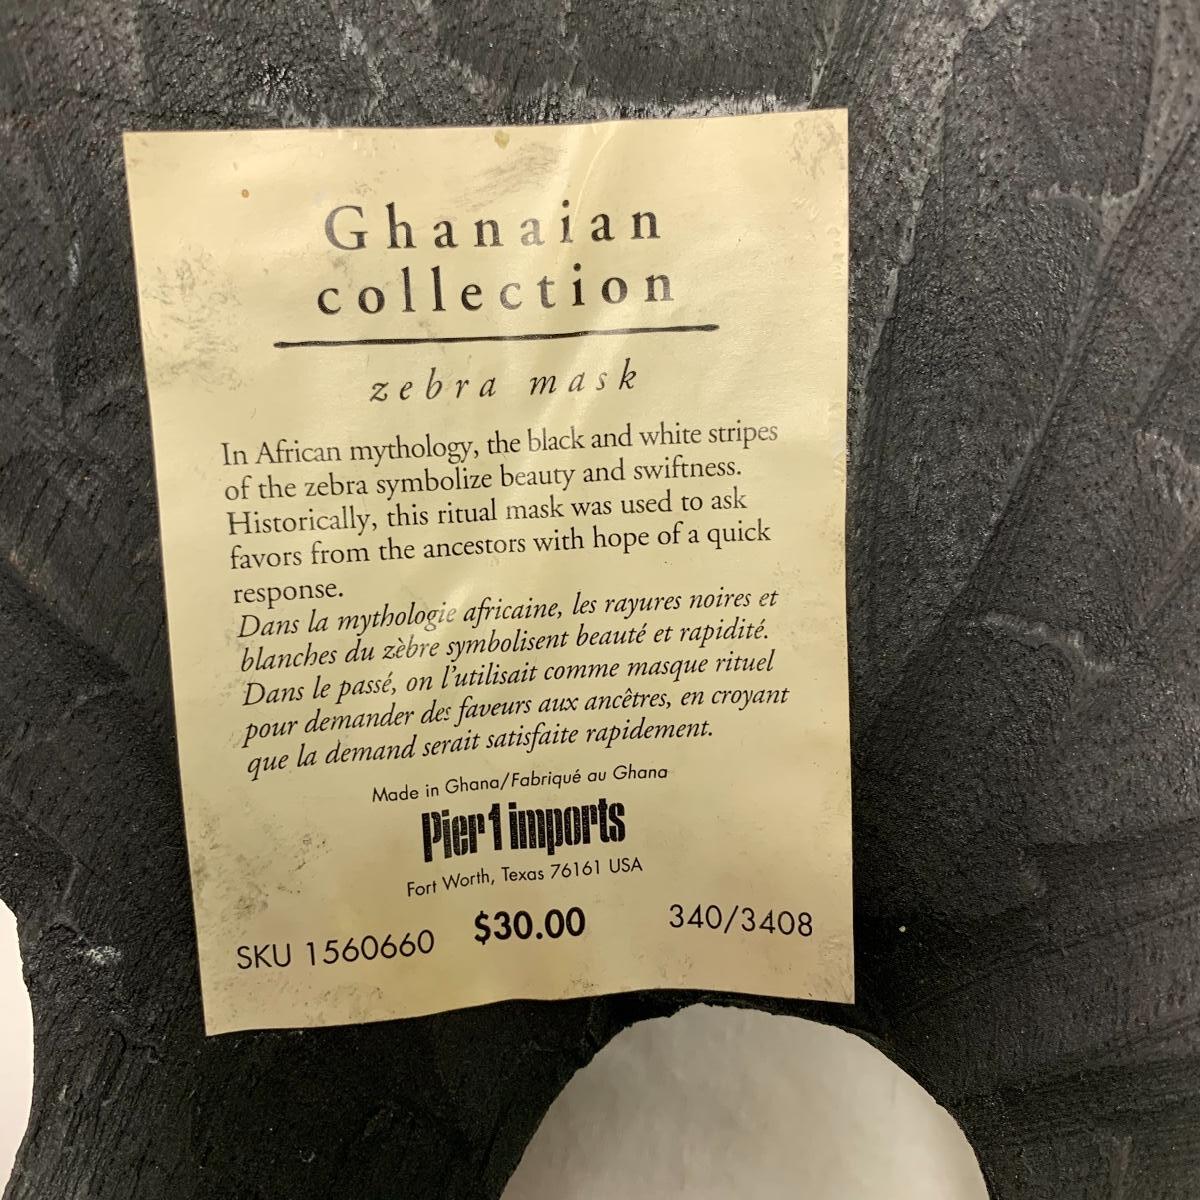 Ghanaian
collection
zebra mask
In African mythology, the black and white stripes
of the zebra symbolize beauty and swiftness.
Historically, this ritual mask was used to ask
favors from the ancestors with hope of a quick
response.
Dans la mythologie africaine, les rayures noires et
blanches du zèbre symbolisent beauté et rapidité.
Dans le passé, on l'utilisait comme masque rituel
pour demander des faveurs aux ancêtres, en croyant
que la demand serait satisfaite rapidement.
Made in Ghana/Fabriqué au Ghana
Pier 1 imports
Fort Worth, Texas 76161 USA
SKU 1560660 $30.00 340/3408